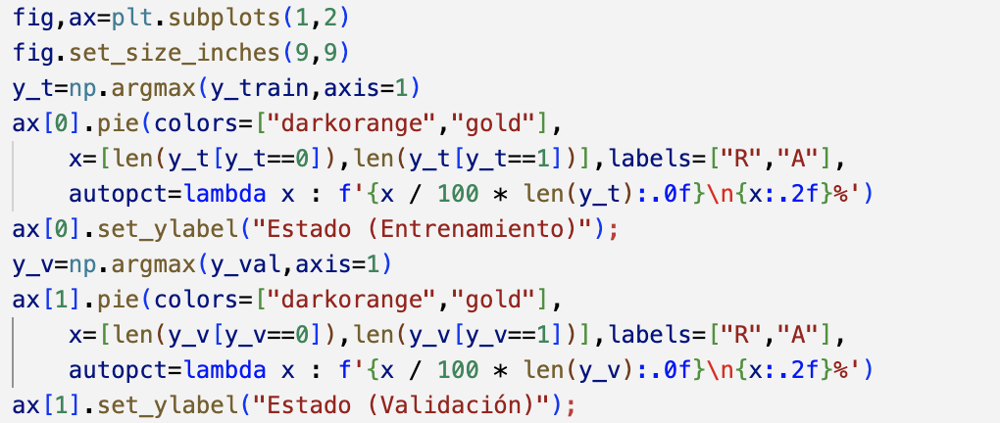 fig,ax=plt.subplots(1,2)
fig.set_size_inches(9,9)
y_t=np.argmax(y_train,axis=1)
ax[0].pie(colors=["darkorange","gold"],
    x=[len(y_t[y_t==0]),len(y_t[y_t==1])],labels=["R","A"],
    autopct=lambda x : f'{x / 100 * len(y_t):.0f}\n{x:.2f}%')
ax[0].set_ylabel("Estado (Entrenamiento)");
y_v=np.argmax(y_val,axis=1)
ax[1].pie(colors=["darkorange","gold"],
    x=[len(y_v[y_v==0]),len(y_v[y_v==1])],labels=["R","A"],
    autopct=lambda x : f'{x / 100 * len(y_v):.0f}\n{x:.2f}%')
ax[1].set_ylabel("Estado (Validación)");